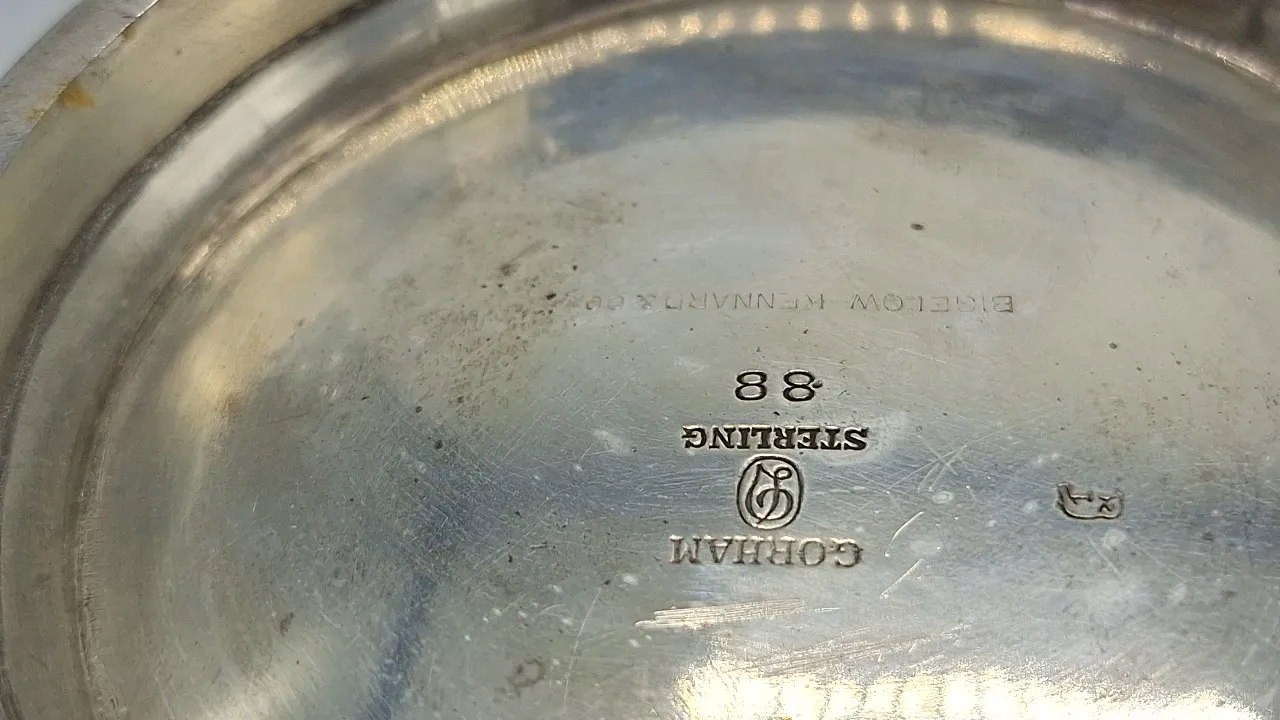 GORHAM
G
STERLING
88
BIGELOW KENNARD & CO